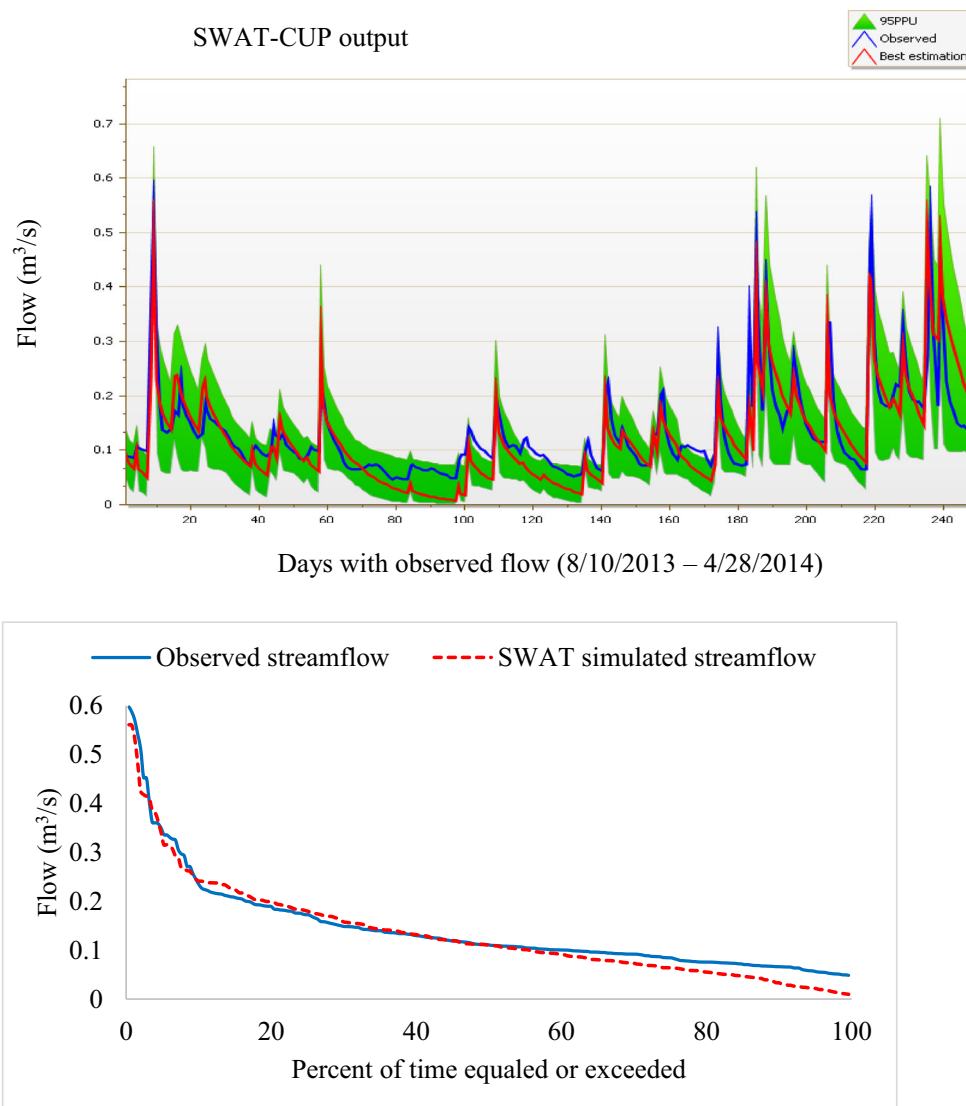 SWAT-CUP output
95PPU
Observed
Best estimation
Flow (m³/s)
0.7
0.6
0.5
0.4
0.3
0.2
0.1
0
20 40 60 80 100 120 140 160 180 200 220 240
Days with observed flow (8/10/2013 – 4/28/2014)
Observed streamflow SWAT simulated streamflow
Flow (m³/s)
0.6
0.5
0.4
0.3
0.2
0.1
0
0 20 40 60 80 100
Percent of time equaled or exceeded